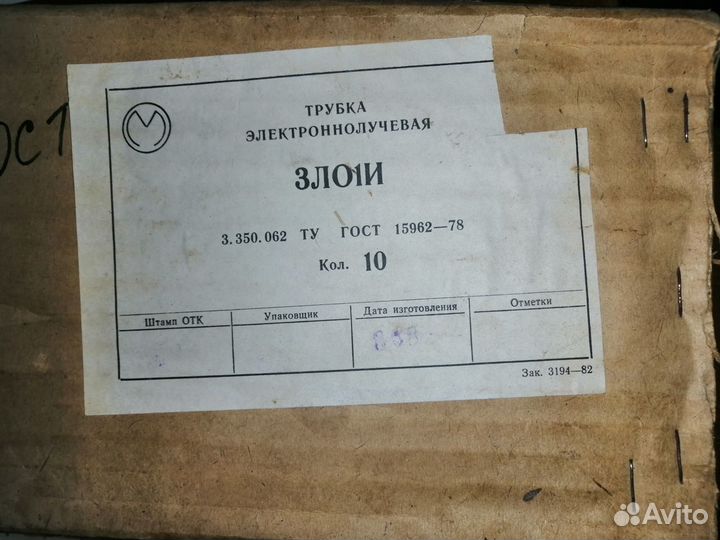 ОС1
ТРУБКА
ЭЛЕКТРОННОЛУЧЕВАЯ
3ЛО1И
3.350.062 ТУ ГОСТ 15962—78
Кол. 10
Штамп ОТК Упаковщик Дата изготовления Отметки
Зак. 3194—82
Avito